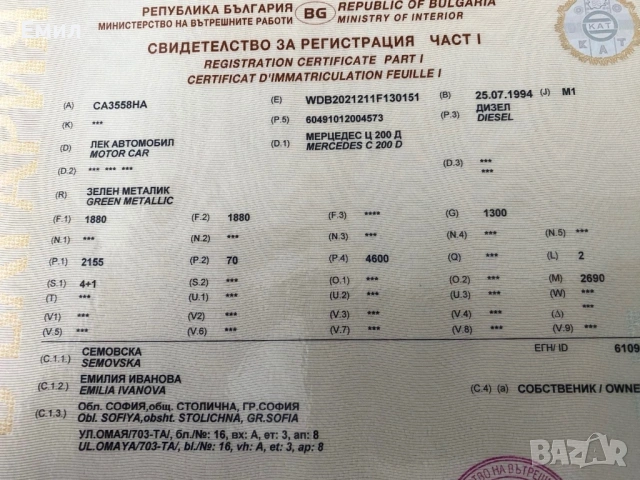 РЕПУБЛИКА БЪЛГАРИЯ BG REPUBLIC OF BULGARIA
МИНИСТЕРСТВО НА ВЪТРЕШНИТЕ РАБОТИ MINISTRY OF INTERIOR
ЕМИЛ
КАТ
СВИДЕТЕЛСТВО ЗА РЕГИСТРАЦИЯ ЧАСТ I
REGISTRATION CERTIFICATE PART I
CERTIFICAT D'IMMATRICULATION FEUILLE I
(A) CA3558HA (E) WDB2021211F130151 (B) 25.07.1994 (J) M1
(K) *** (P.5) 60491012004573 (P.3) ДИЗЕЛ
DIESEL
(D) ЛЕК АВТОМОБИЛ (D.1) МЕРЦЕДЕС Ц 200 Д
MOTOR CAR MERCEDES C 200 D
(D.2) *** *** *** (D.3) ***
***
(R) ЗЕЛЕН МЕТАЛИК
GREEN METALLIC
(F.1) 1880 (F.2) 1880 (F.3) **** (G) 1300
(N.1) *** (N.2) *** (N.3) *** (N.4) *** (N.5) ***
(P.1) 2155 (P.2) 70 (P.4) 4600 (Q) *** (L) 2
(S.1) 4+1 (S.2) *** (O.1) *** (O.2) *** (M) 2690
(T) *** (U.1) *** (U.2) *** (U.3) *** (W) ***
(V1) *** (V2) *** (V.3) *** (V.4) *** (Δ) ***
(V.5) *** (V.6) *** (V.7) *** (V.8) *** (V.9) ***
(C.1.1.) СЕМОВСКА ЕГН/ ID 6109
SEMOVSKA
(C.1.2.) ЕМИЛИЯ ИВАНОВА (C.4) (a) СОБСТВЕНИК / OWNE
EMILIA IVANOVA
(C.1.3.) Обл. СОФИЯ,общ. СТОЛИЧНА, ГР.СОФИЯ
Obl. SOFIYA,obsht. STOLICHNA, GR.SOFIA
УЛ.ОМАЯ/703-ТА/, бл./№: 16, вх: А, ет: 3, ап: 8
UL.OMAYA/703-TA/, bl./№: 16, vh: A, et: 3, ap: 8
bazar.bg